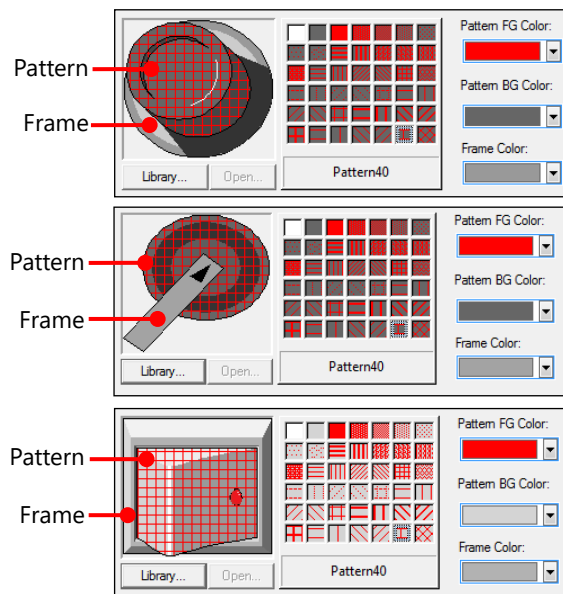 Pattern
Frame
Library...
Open...
Pattern40
Pattern FG Color:
Pattern BG Color:
Frame Color:
Pattern
Frame
Library...
Open...
Pattern40
Pattern FG Color:
Pattern BG Color:
Frame Color:
Pattern
Frame
Library...
Open...
Pattern40
Pattern FG Color:
Pattern BG Color:
Frame Color: